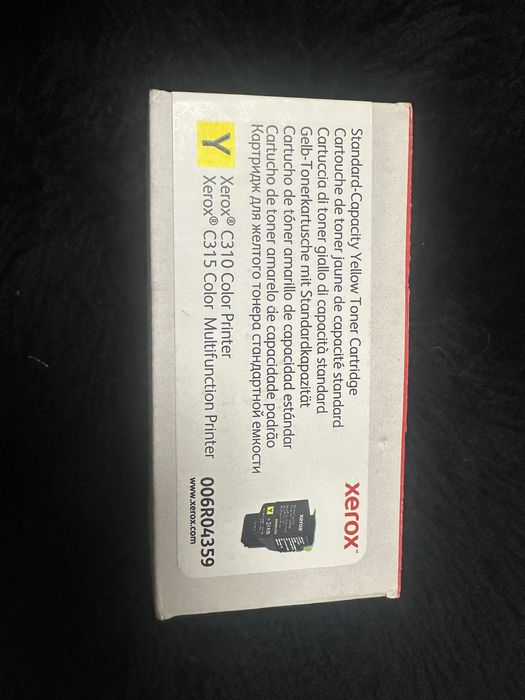 Standard-Capacity Yellow Toner Cartridge
Cartouche de toner jaune de capacité standard
Cartuccia di toner giallo di capacità standard
Gelb-Tonerkartusche mit Standardkapazität
Cartucho de tóner amarillo de capacidad estándar
Cartucho de toner amarelo de capacidade padrão
Картридж для желтого тонера стандартной емкости
Y
Xerox® C310 Color Printer
Xerox® C315 Color Multifunction Printer
xerox™
xerox
Y
006R04359
www.xerox.com